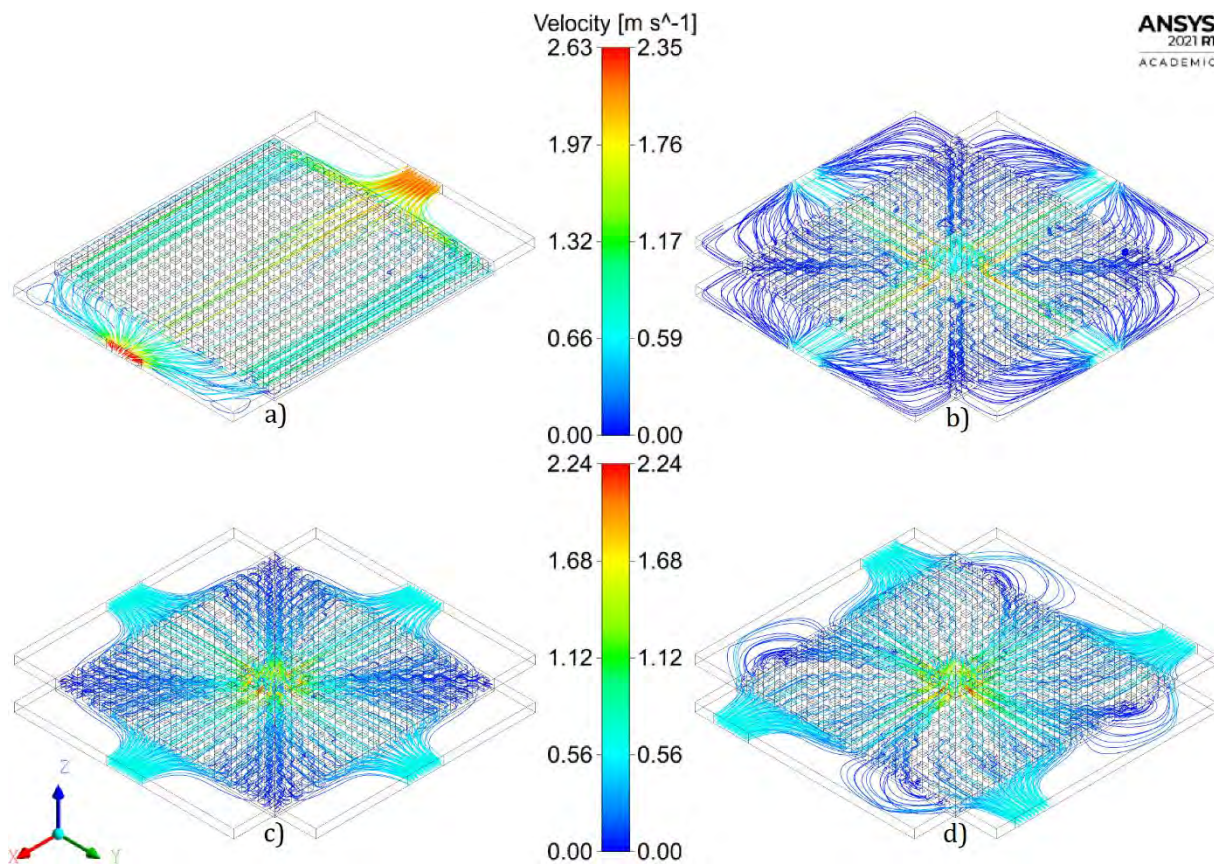 Velocity [m s^-1]
ANSYS
2021 R1
ACADEMIC
2.63 2.35
1.97 1.76
1.32 1.17
0.66 0.59
0.00 0.00
a)
b)
2.24 2.24
1.68 1.68
1.12 1.12
0.56 0.56
0.00 0.00
Z
X
Y
c)
d)